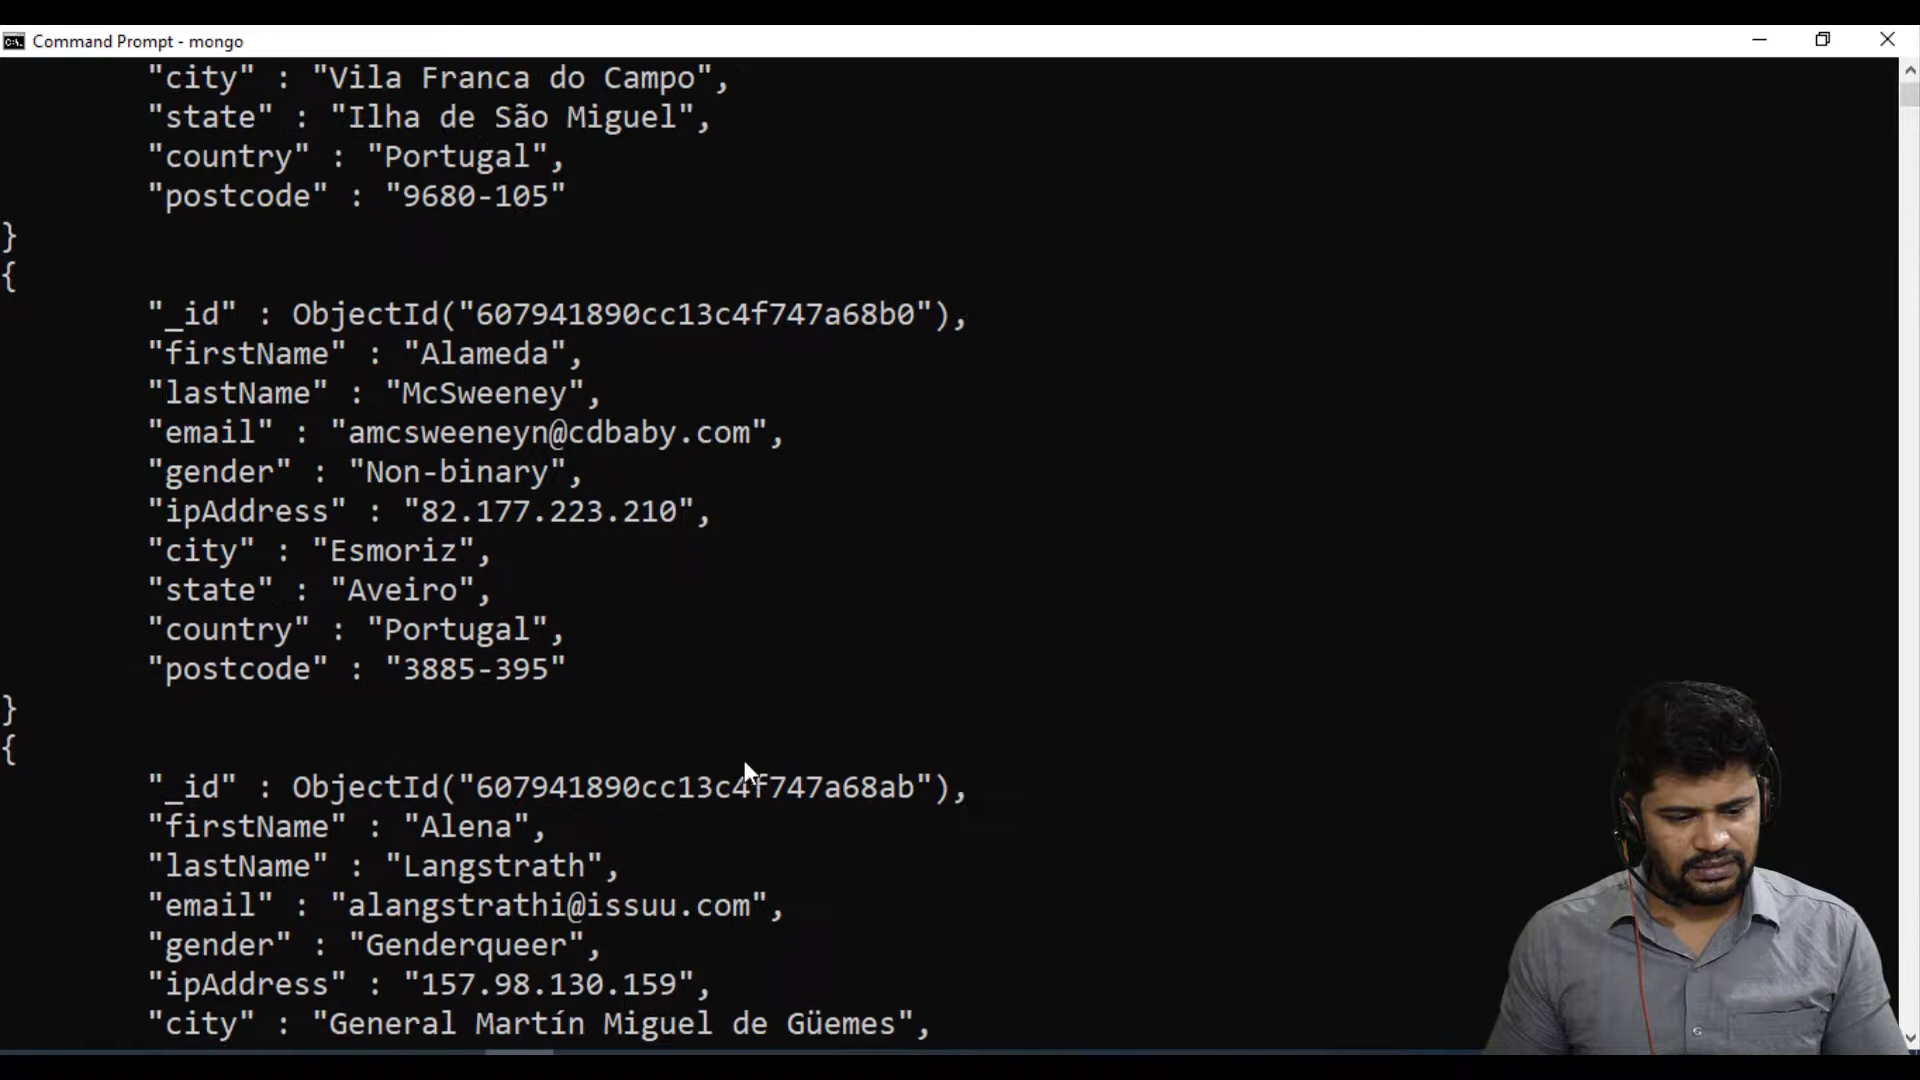 Command Prompt - mongo
"city" : "Vila Franca do Campo",
"state" : "Ilha de São Miguel",
"country" : "Portugal",
"postcode" : "9680-105"
}
{
"_id" : ObjectId("607941890cc13c4f747a68b0"),
"firstName" : "Alameda",
"lastName" : "McSweeney",
"email" : "amcsweeneyn@cdbaby.com",
"gender" : "Non-binary",
"ipAddress" : "82.177.223.210",
"city" : "Esmoriz",
"state" : "Aveiro",
"country" : "Portugal",
"postcode" : "3885-395"
}
{
"_id" : ObjectId("607941890cc13c4f747a68ab"),
"firstName" : "Alena",
"lastName" : "Langstrath",
"email" : "alangstrathi@issuu.com",
"gender" : "Genderqueer",
"ipAddress" : "157.98.130.159",
"city" : "General Martín Miguel de Güemes",